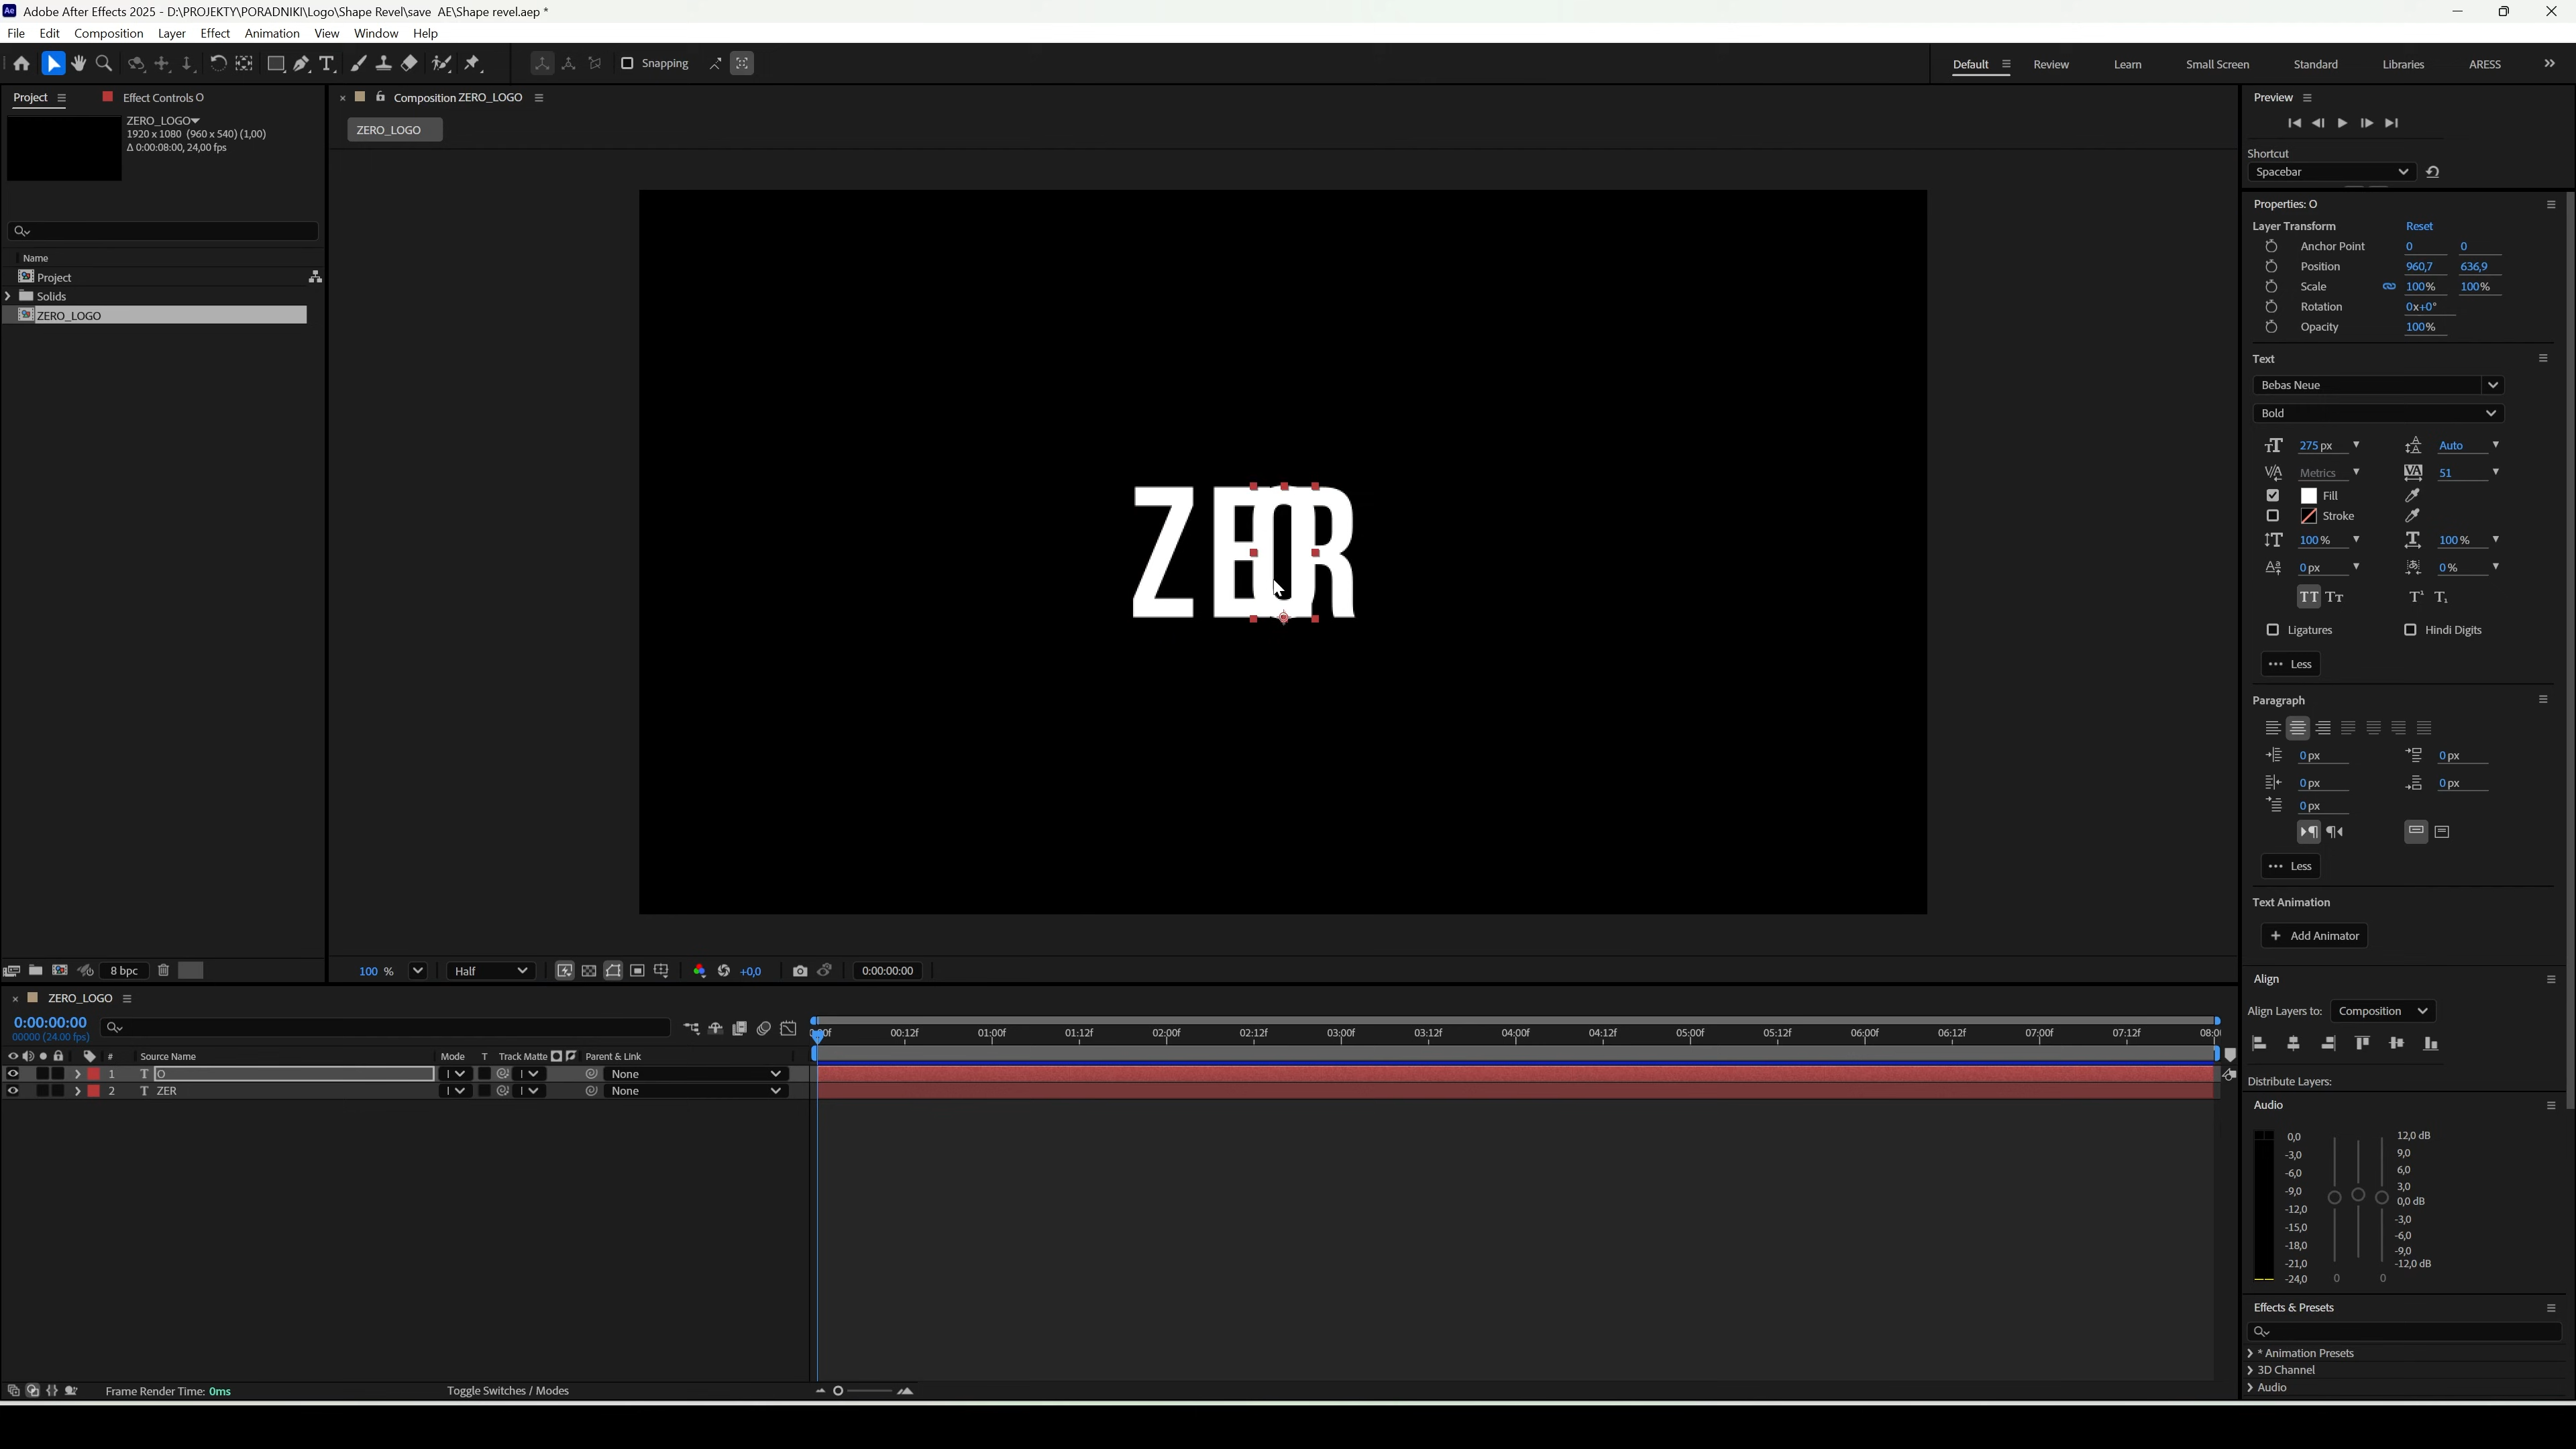 Ae Adobe After Effects 2025 - D:\PROJEKTY\PORADNIKI\Logo\Shape Revel\save AE\Shape revel.aep *
File Edit Composition Layer Effect Animation View Window Help
Snapping
Default Review Learn Small Screen Standard Libraries ARESS
Project Effect Controls O
ZERO_LOGO
1920 x 1080 (960 x 540) (1,00)
Δ 0:00:08:00, 24,00 fps
Name
Project
Solids
ZERO_LOGO
8 bpc
Composition ZERO_LOGO
ZERO_LOGO
ZER
O
100 % Half +0,0 0:00:00:00
Preview
Shortcut
Spacebar
Properties: O
Layer Transform Reset
Anchor Point 0 0
Position 960,7 636,9
Scale 100% 100%
Rotation 0x+0°
Opacity 100%
Text
Bebas Neue
Bold
275 px Auto
Metrics 51
Fill
Stroke
100 % 100 %
0 px 0 %
TT Tт T¹ T₁
Ligatures Hindi Digits
Less
Paragraph
0 px 0 px
0 px 0 px
0 px
Less
Text Animation
+ Add Animator
Align
Align Layers to: Composition
Distribute Layers:
Audio
0,0 12,0 dB
-3,0 9,0
-6,0 6,0
-9,0 3,0
-12,0 0,0 dB
-15,0 -3,0
-18,0 -6,0
-21,0 -9,0
-24,0 0 0 -12,0 dB
Effects & Presets
* Animation Presets
3D Channel
Audio
ZERO_LOGO
0:00:00:00
00000 (24.00 fps)
00:12f 01:00f 01:12f 02:00f 02:12f 03:00f 03:12f 04:00f 04:12f 05:00f 05:12f 06:00f 06:12f 07:00f 07:12f
# Source Name Mode T Track Matte Parent & Link
1 T O None
2 T ZER None
Frame Render Time: 0ms Toggle Switches / Modes